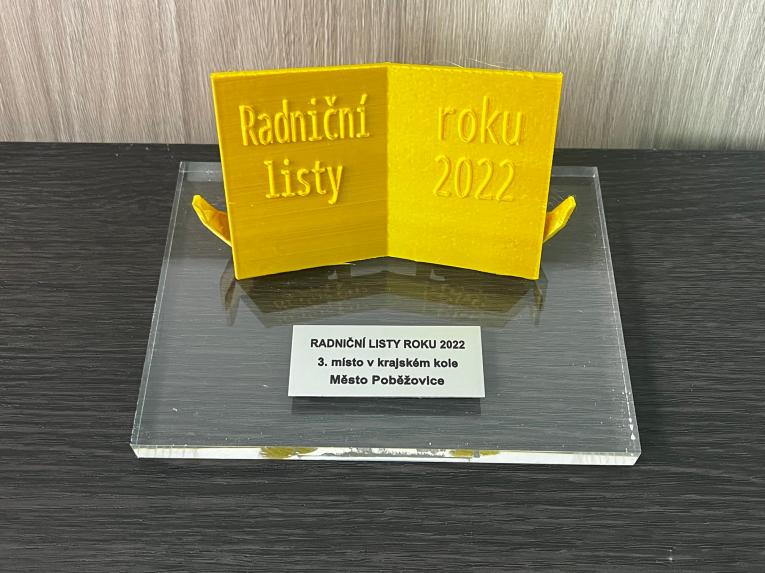 Radniční
listy
roku
2022
RADNIČNÍ LISTY ROKU 2022
3. místo v krajském kole
Město Poběžovice